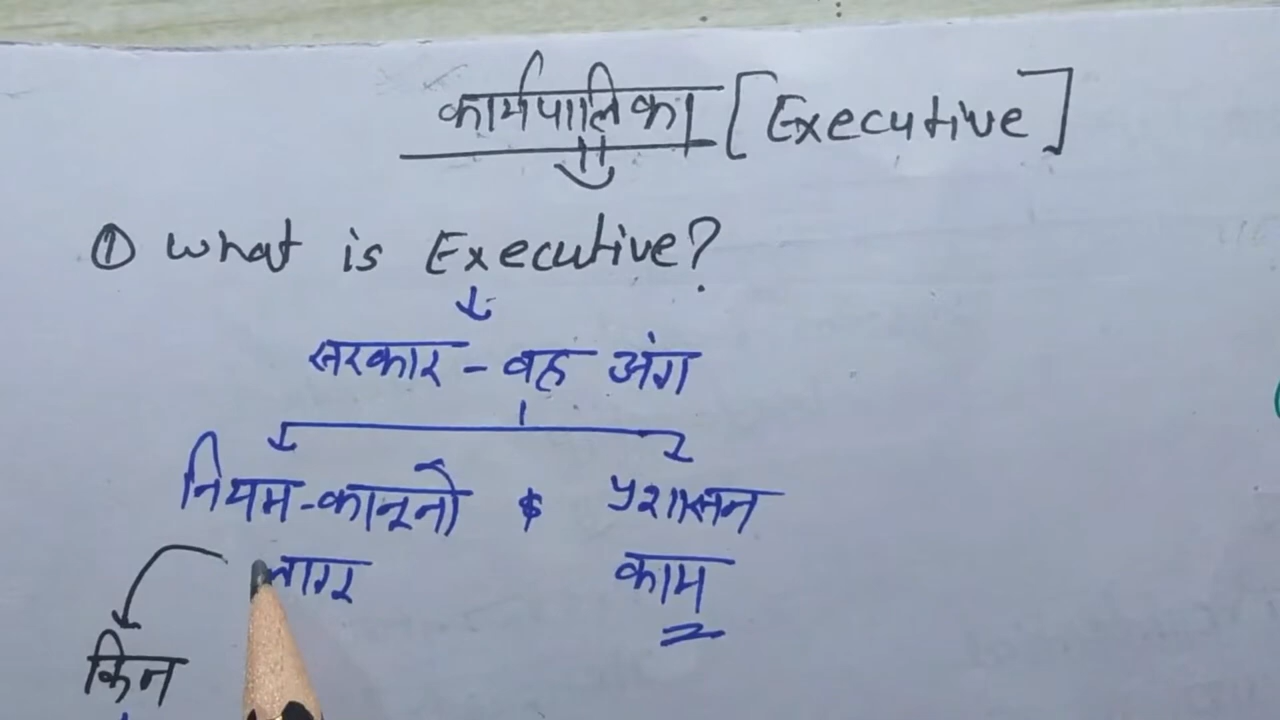 कार्यपालिका [Executive]
① What is Executive?
सरकार - वह अंग
नियम-कानूनो & प्रशासन
लागू काम
किन